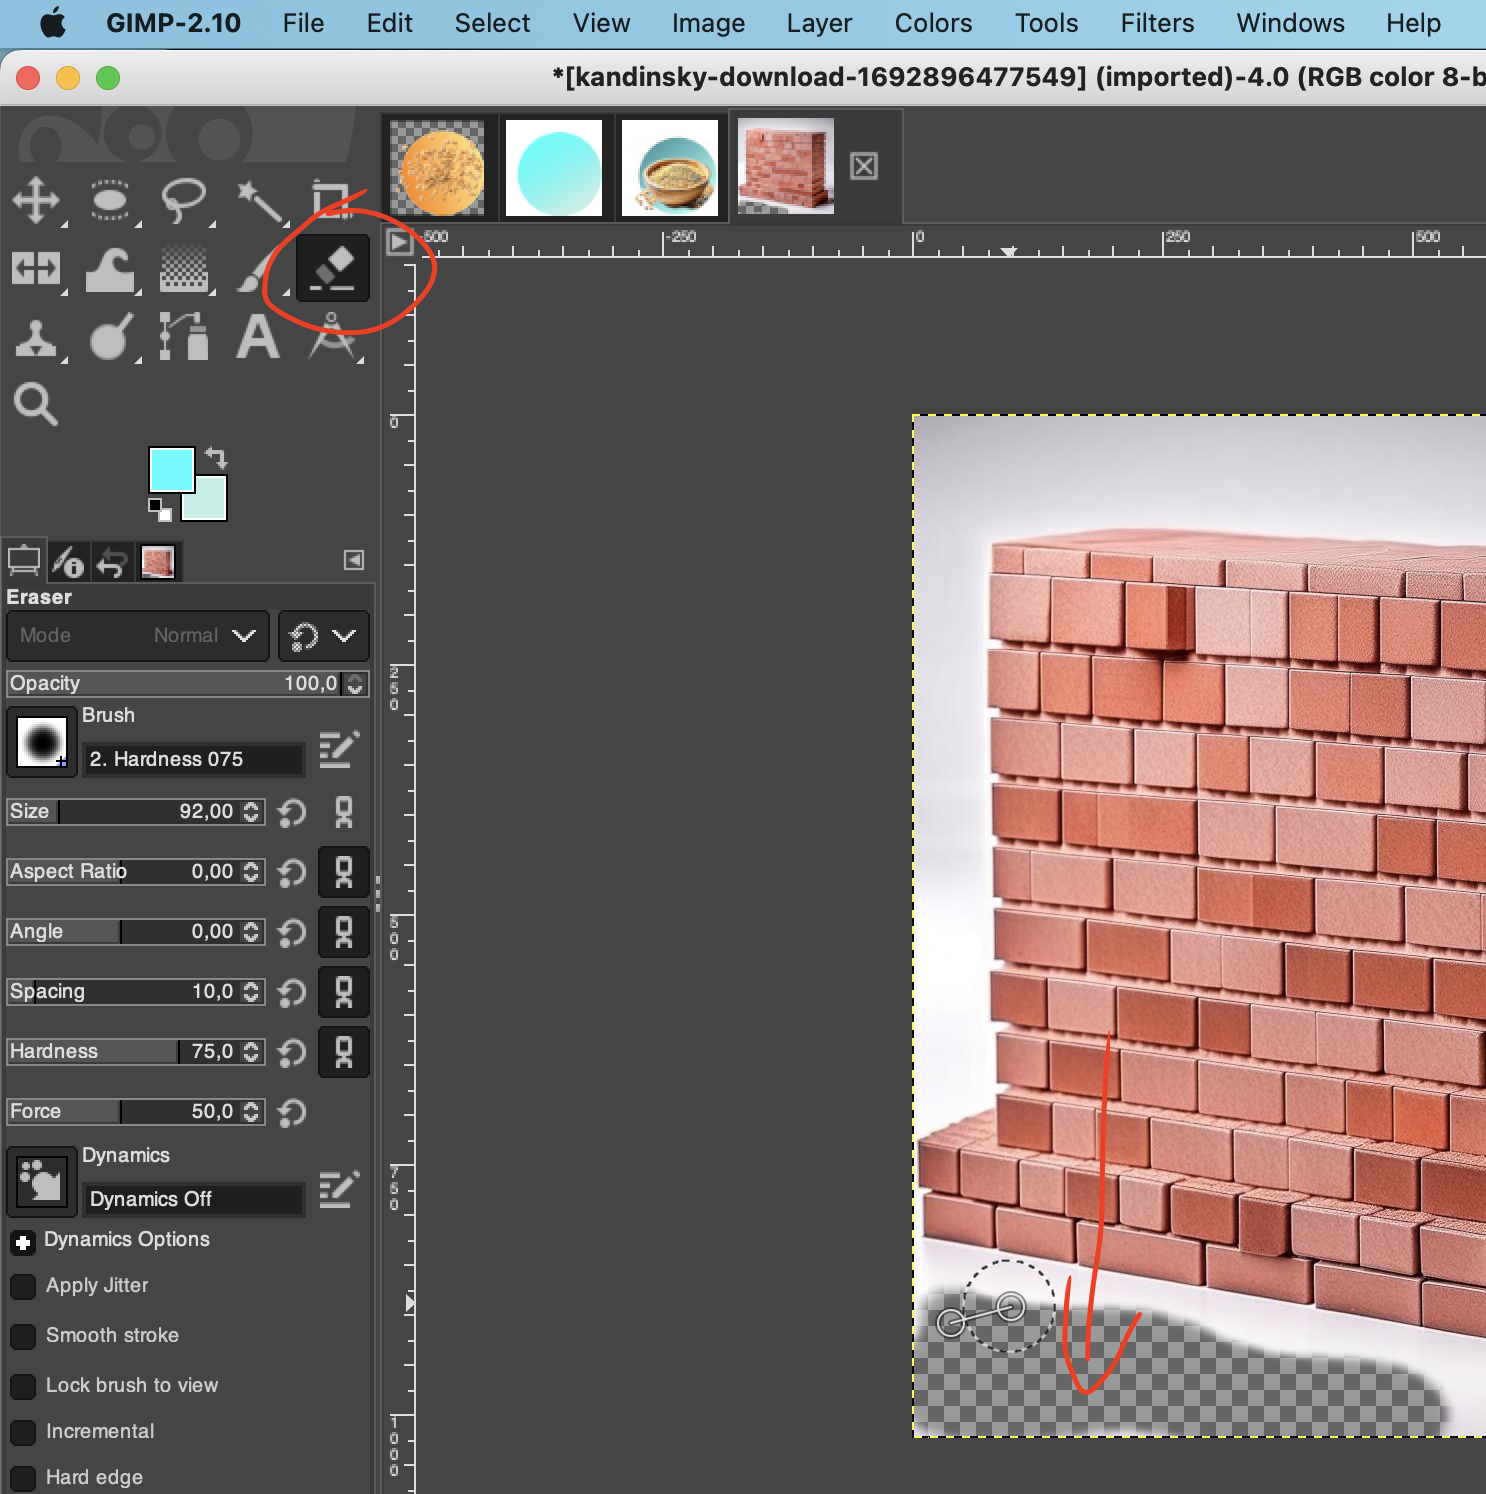 GIMP-2.10 File Edit Select View Image Layer Colors Tools Filters Windows Help
*[kandinsky-download-1692896477549] (imported)-4.0 (RGB color 8-b
500 -250 0 250 500
0
250
500
750
1000
Eraser
Mode Normal
Opacity 100,0
Brush
2. Hardness 075
Size 92,00
Aspect Ratio 0,00
Angle 0,00
Spacing 10,0
Hardness 75,0
Force 50,0
Dynamics
Dynamics Off
Dynamics Options
Apply Jitter
Smooth stroke
Lock brush to view
Incremental
Hard edge